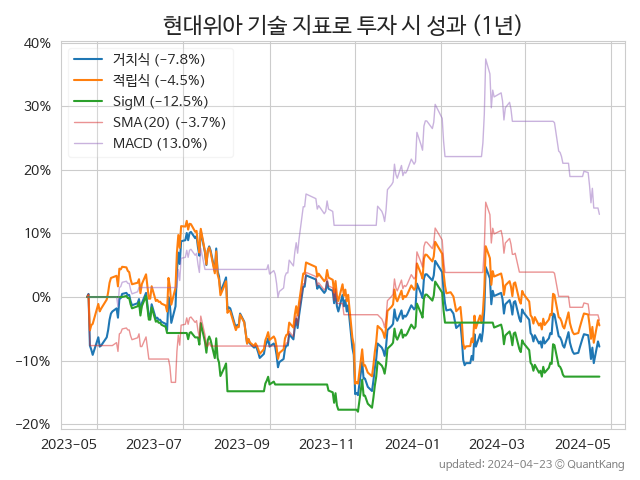 현대위아 기술 지표로 투자 시 성과 (1년)
거치식 (−7.8%)
적립식 (−4.5%)
SigM (−12.5%)
SMA(20) (−3.7%)
MACD (13.0%)
40%
30%
20%
10%
0%
−10%
−20%
2023-05 2023-07 2023-09 2023-11 2024-01 2024-03 2024-05
updated: 2024-04-23 © QuantKang